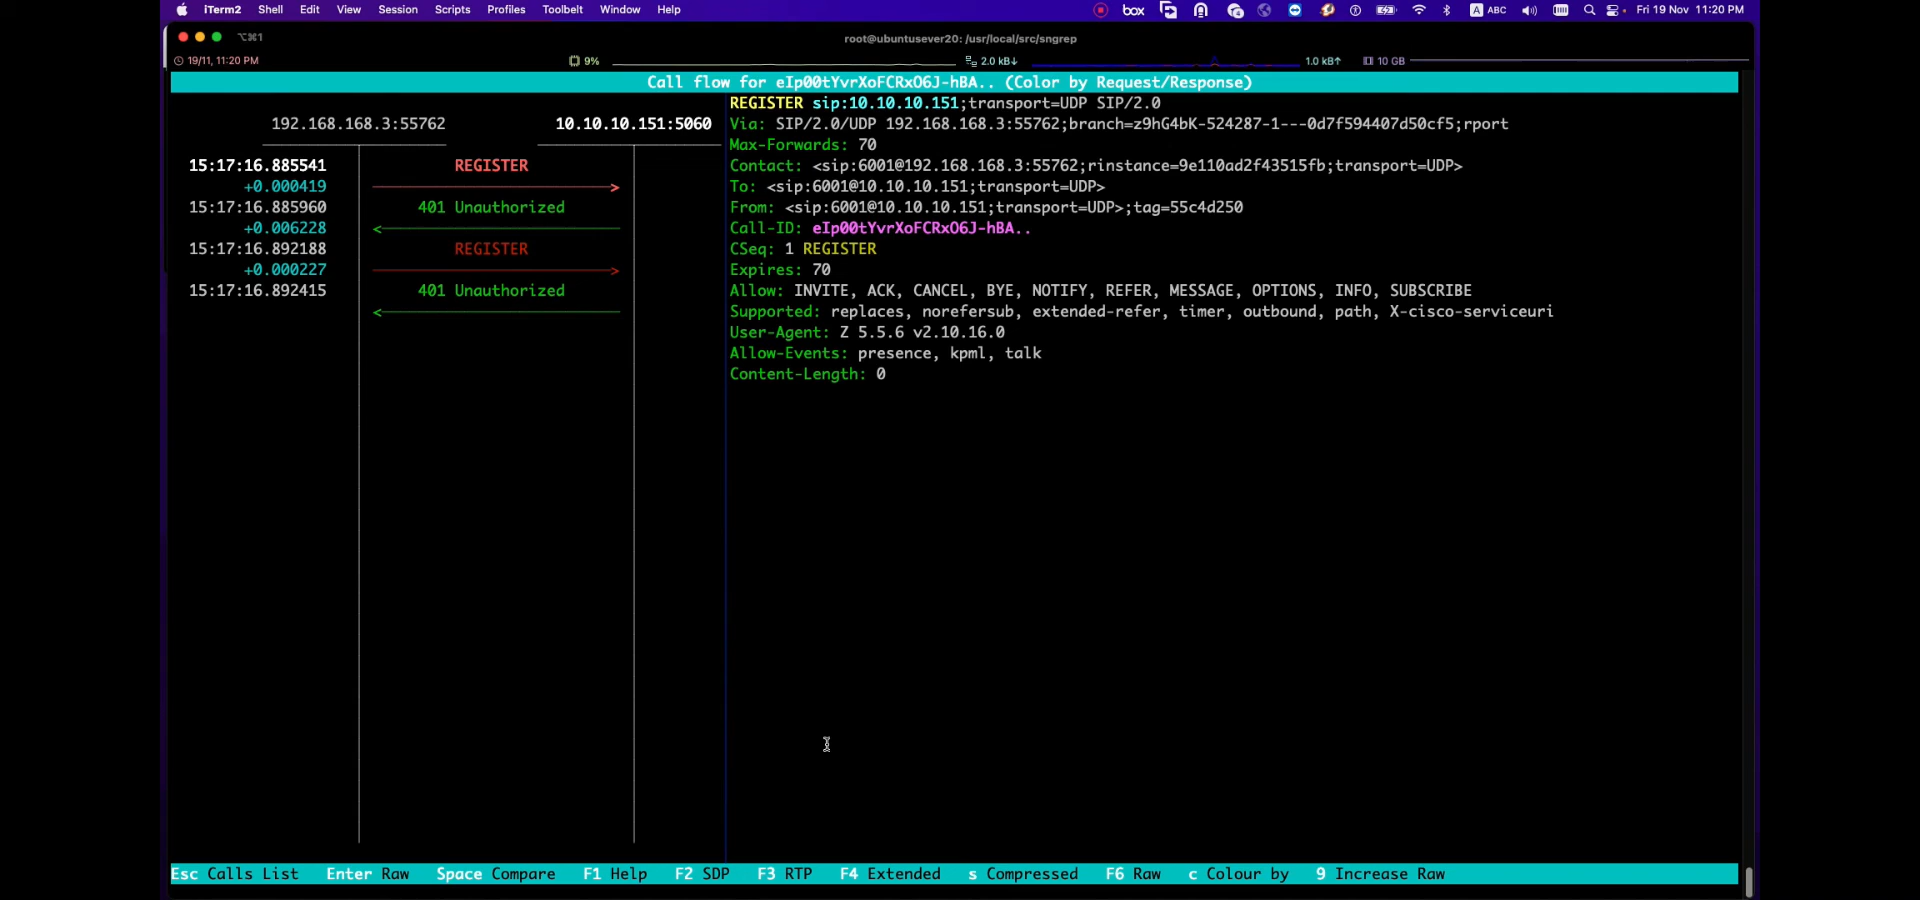 iTerm2 Shell Edit View Session Scripts Profiles Toolbelt Window Help box ABC Fri 19 Nov 11:20 PM
⌥⌘1 root@ubuntusever20: /usr/local/src/sngrep
19/11, 11:20 PM 9% 2.0 kB↓ 1.0 kB↑ 10 GB
Call flow for eIp00tYvrXoFCRxO6J-hBA.. (Color by Request/Response)
192.168.168.3:55762 10.10.10.151:5060
15:17:16.885541 REGISTER
+0.000419
15:17:16.885960 401 Unauthorized
+0.006228
15:17:16.892188 REGISTER
+0.000227
15:17:16.892415 401 Unauthorized
REGISTER sip:10.10.10.151;transport=UDP SIP/2.0
Via: SIP/2.0/UDP 192.168.168.3:55762;branch=z9hG4bK-524287-1---0d7f594407d50cf5;rport
Max-Forwards: 70
Contact: <sip:6001@192.168.168.3:55762;rinstance=9e110ad2f43515fb;transport=UDP>
To: <sip:6001@10.10.10.151;transport=UDP>
From: <sip:6001@10.10.10.151;transport=UDP>;tag=55c4d250
Call-ID: eIp00tYvrXoFCRxO6J-hBA..
CSeq: 1 REGISTER
Expires: 70
Allow: INVITE, ACK, CANCEL, BYE, NOTIFY, REFER, MESSAGE, OPTIONS, INFO, SUBSCRIBE
Supported: replaces, norefersub, extended-refer, timer, outbound, path, X-cisco-serviceuri
User-Agent: Z 5.5.6 v2.10.16.0
Allow-Events: presence, kpml, talk
Content-Length: 0
Esc Calls List Enter Raw Space Compare F1 Help F2 SDP F3 RTP F4 Extended s Compressed F6 Raw c Colour by 9 Increase Raw